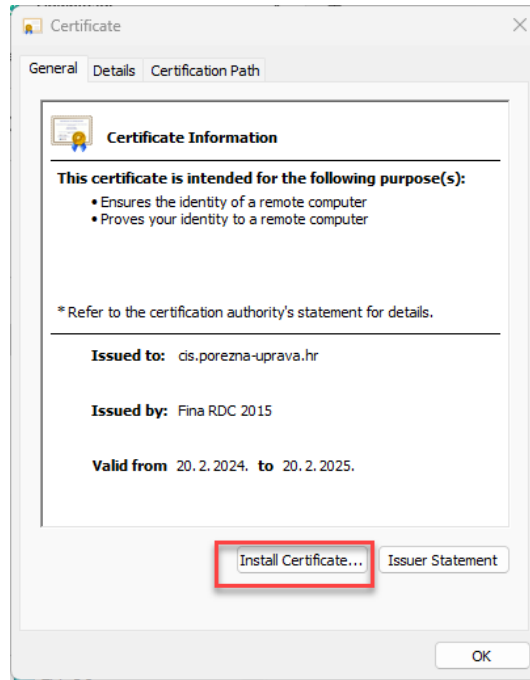 Certificate
General Details Certification Path
Certificate Information
This certificate is intended for the following purpose(s):
• Ensures the identity of a remote computer
• Proves your identity to a remote computer
* Refer to the certification authority's statement for details.
Issued to: cis.porezna-uprava.hr
Issued by: Fina RDC 2015
Valid from 20. 2. 2024. to 20. 2. 2025.
Install Certificate... Issuer Statement
OK